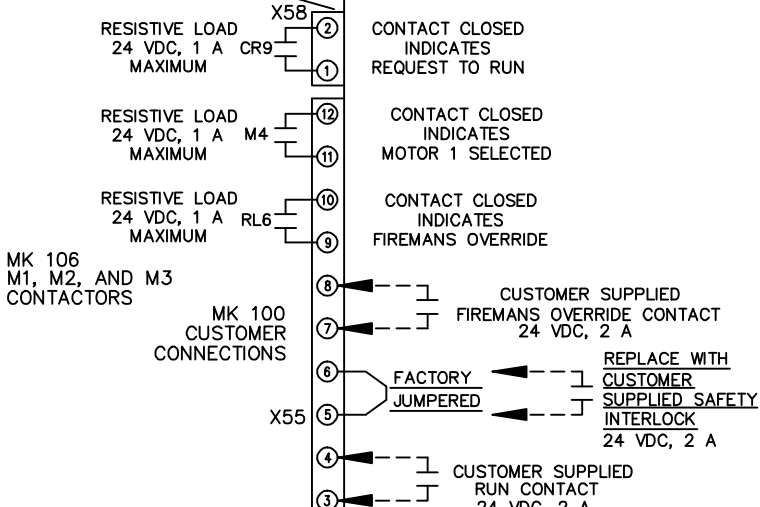 X58
RESISTIVE LOAD
24 VDC, 1 A
MAXIMUM
CR9
2
1
CONTACT CLOSED
INDICATES
REQUEST TO RUN
RESISTIVE LOAD
24 VDC, 1 A
MAXIMUM
M4
12
11
CONTACT CLOSED
INDICATES
MOTOR 1 SELECTED
RESISTIVE LOAD
24 VDC, 1 A
MAXIMUM
RL6
10
9
CONTACT CLOSED
INDICATES
FIREMANS OVERRIDE
MK 106
M1, M2, AND M3
CONTACTORS
MK 100
CUSTOMER
CONNECTIONS
8
7
CUSTOMER SUPPLIED
FIREMANS OVERRIDE CONTACT
24 VDC, 2 A
X55
6
5
FACTORY
JUMPERED
REPLACE WITH
CUSTOMER
SUPPLIED SAFETY
INTERLOCK
24 VDC, 2 A
4
3
CUSTOMER SUPPLIED
RUN CONTACT
24 VDC, 2 A